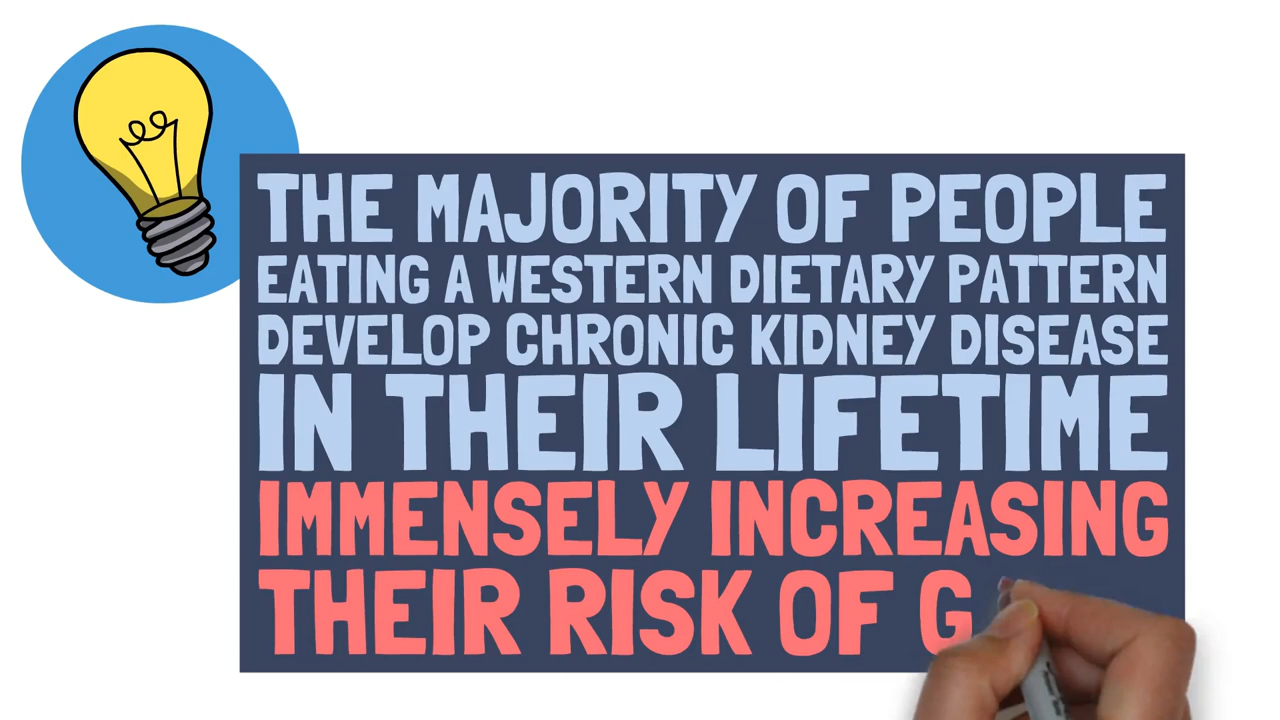 THE MAJORITY OF PEOPLE
EATING A WESTERN DIETARY PATTERN
DEVELOP CHRONIC KIDNEY DISEASE
IN THEIR LIFETIME
IMMENSELY INCREASING
THEIR RISK OF G